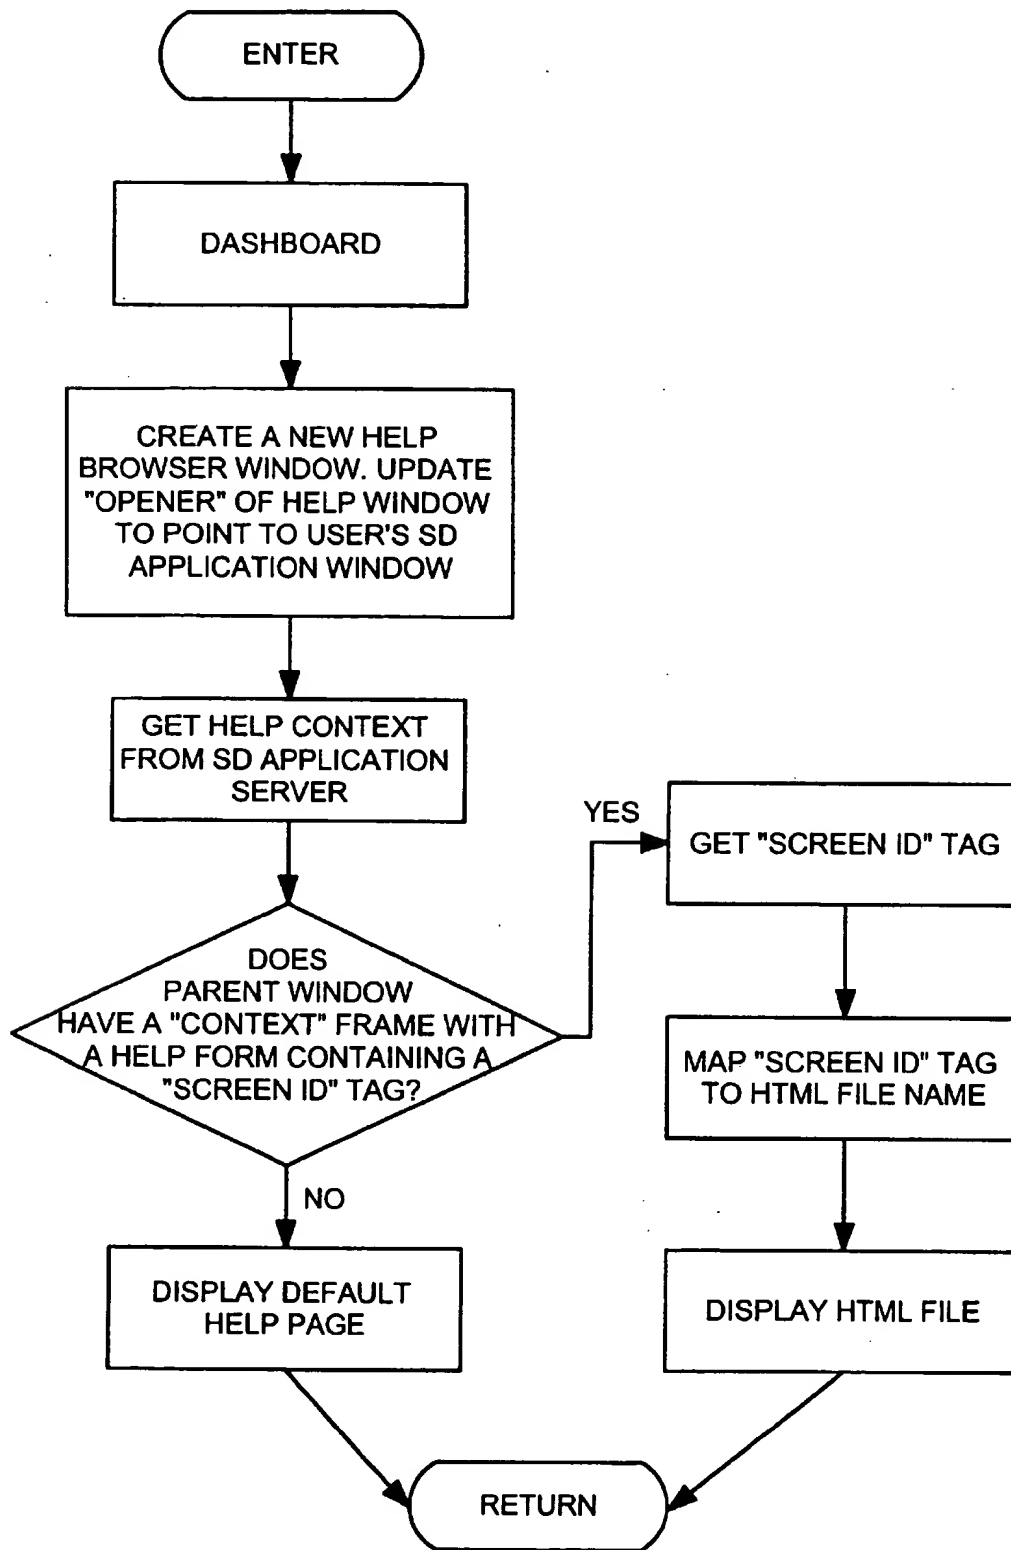 ENTER
DASHBOARD
CREATE A NEW HELP
BROWSER WINDOW. UPDATE
"OPENER" OF HELP WINDOW
TO POINT TO USER'S SD
APPLICATION WINDOW
GET HELP CONTEXT
FROM SD APPLICATION
SERVER
DOES
PARENT WINDOW
HAVE A "CONTEXT" FRAME WITH
A HELP FORM CONTAINING A
"SCREEN ID" TAG?
YES
GET "SCREEN ID" TAG
MAP "SCREEN ID" TAG
TO HTML FILE NAME
DISPLAY HTML FILE
NO
DISPLAY DEFAULT
HELP PAGE
RETURN